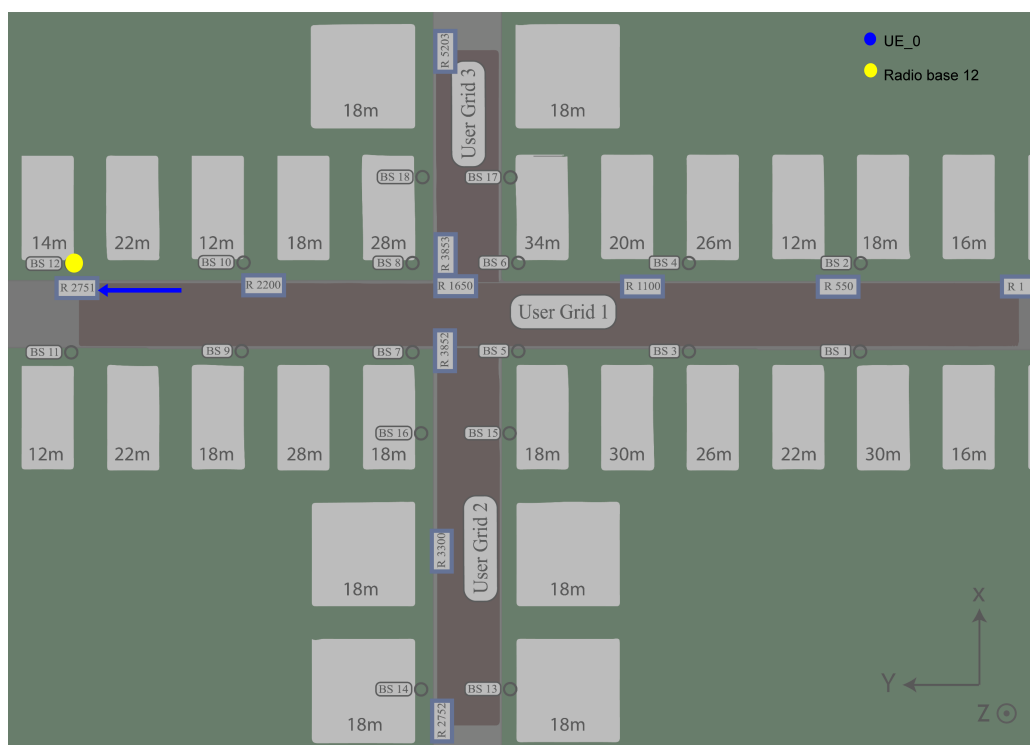 R 5203
UE_0
Radio base 12
User Grid 3
18m
18m
BS 18
BS 17
14m
22m
12m
18m
28m
34m
20m
26m
12m
18m
16m
BS 12
BS 10
BS 8
R 3853
BS 6
BS 4
BS 2
R 2751
R 2200
R 1650
R 1100
R 550
R 1
User Grid 1
BS 11
BS 9
BS 7
R 3852
BS 5
BS 3
BS 1
BS 16
BS 15
12m
22m
18m
28m
18m
18m
30m
26m
22m
30m
16m
R 3300
User Grid 2
18m
18m
X
Y
Z
BS 14
BS 13
R 2752
18m
18m